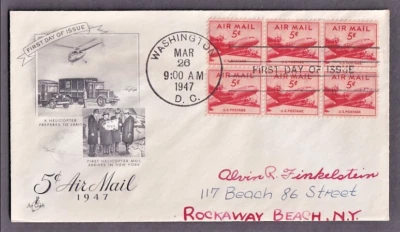 FIRST DAY OF ISSUE
A HELICOPTER
PREPARES TO LAND
FIRST HELICOPTER MAIL
ARRIVES IN NEW YORK
5¢ Air Mail
1947
Art Craft
WASHINGTON
MAR
26
9:00 AM
1947
D. C.
AIR MAIL AIR MAIL AIR MAIL
5¢ 5¢ 5¢
FIRST DAY OF ISSUE
AIR MAIL AIR MAIL AIR MAIL
5¢ 5¢ 5¢
U.S. POSTAGE U.S. POSTAGE U.S. POSTAGE
Alvin R. Finkelstein
117 Beach 86 Street
ROCKAWAY BEACH, N.Y.